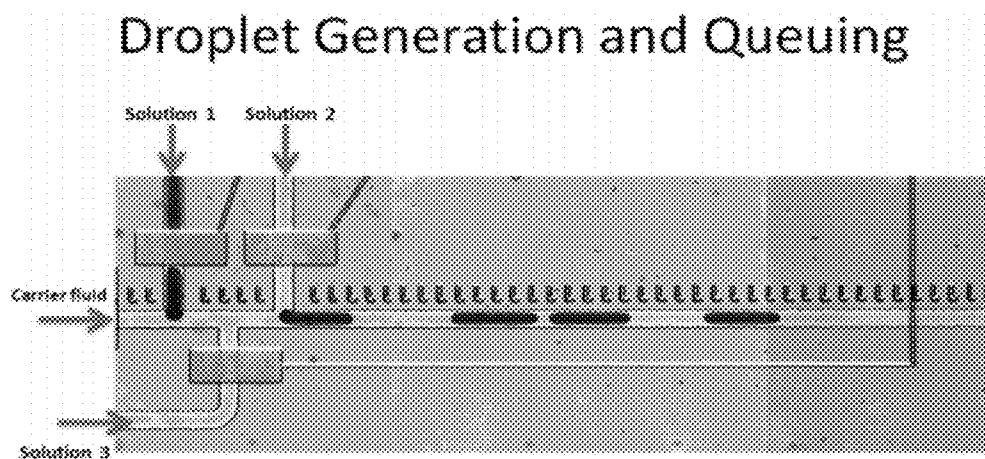 Droplet Generation and Queuing
Solution 1 Solution 2
Carrier fluid
Solution 3